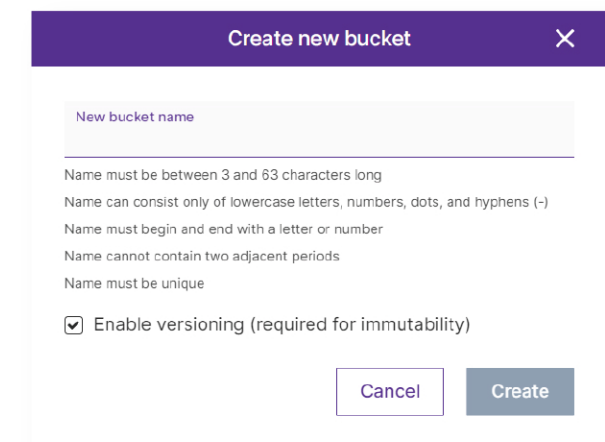 Create new bucket
New bucket name
Name must be between 3 and 63 characters long
Name can consist only of lowercase letters, numbers, dots, and hyphens (-)
Name must begin and end with a letter or number
Name cannot contain two adjacent periods
Name must be unique
Enable versioning (required for immutability)
Cancel
Create